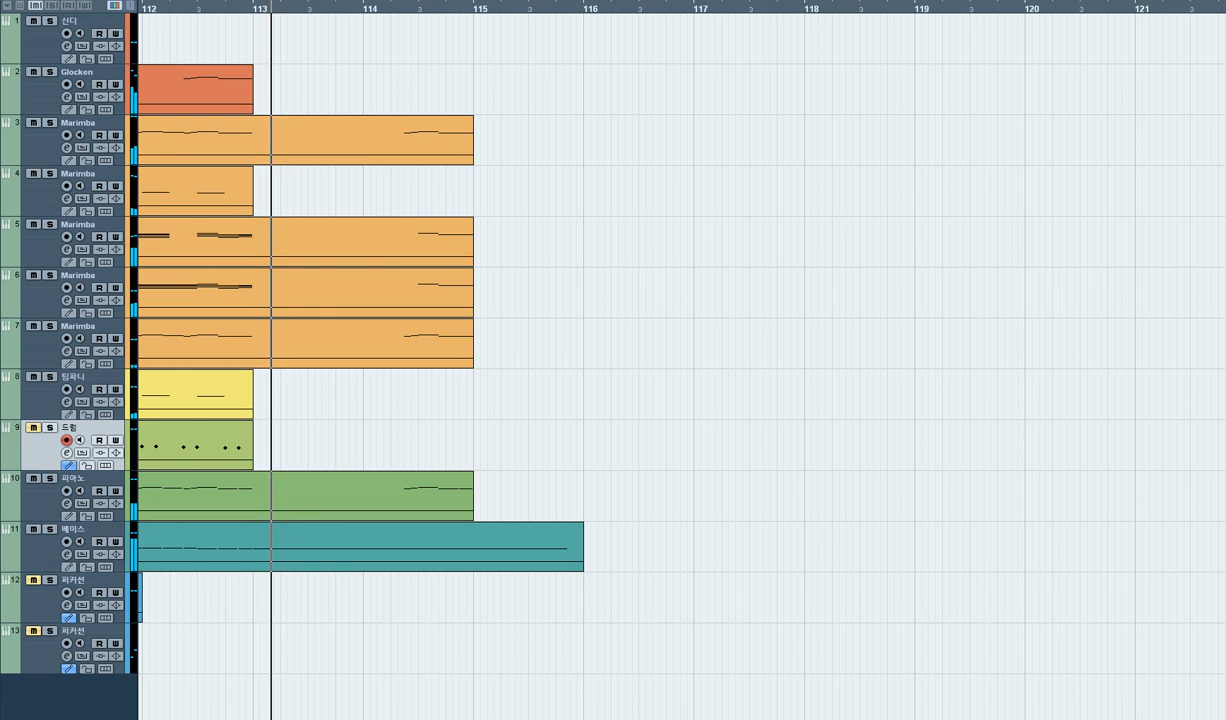 [m] |S| |R| |W|
112 3 113 3 114 3 115 3 116 3 117 3 118 3 119 3 120 3 121 3
1 m S 신디
R W
e
2 m S Glocken
R W
e
3 m S Marimba
R W
e
4 m S Marimba
R W
e
5 m S Marimba
R W
e
6 m S Marimba
R W
e
7 m S Marimba
R W
e
8 m S 팀파니
R W
e
9 m S 드럼
R W
e
10 m S 피아노
R W
e
11 m S 베이스
R W
e
12 m S 퍼커션
R W
e
13 m S 퍼커션
R W
e